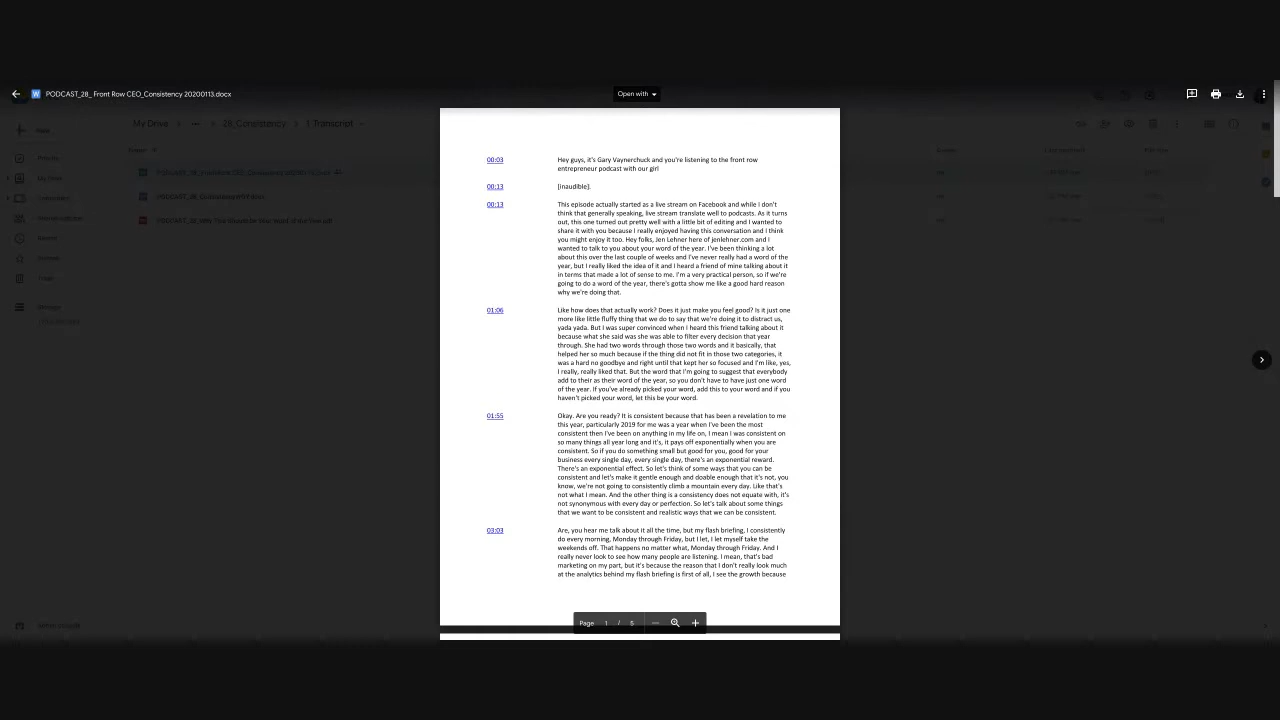 PODCAST_28_ Front Row CEO_Consistency 20200113.docx
Open with
My Drive
28_Consistency
1 Transcript
00:03
Hey guys, it's Gary Vaynerchuck and you're listening to the front row
entrepreneur podcast with our girl
00:13
[inaudible].
00:13
This episode actually started as a live stream on Facebook and while I don't
think that generally speaking, live stream translate well to podcasts. As it turns
out, this one turned out pretty well with a little bit of editing and I wanted to
share it with you because I really enjoyed having this conversation and I think
you might enjoy it too. Hey folks, Jen Lehner here of jenlehner.com and I
wanted to talk to you about your word of the year. I've been thinking a lot
about this over the last couple of weeks and I've never really had a word of the
year, but I really liked the idea of it and I heard a friend of mine talking about it
in terms that made a lot of sense to me. I'm a very practical person, so if we're
going to do a word of the year, there's gotta show me like a good hard reason
why we're doing that.
01:06
Like how does that actually work? Does it just make you feel good? Is it just one
more like little fluffy thing that we do to say that we're doing it to distract us,
yada yada. But I was super convinced when I heard this friend talking about it
because what she said was she was able to filter every decision that year
through. She had two words through those two words and it basically, that
helped her so much because if the thing did not fit in those two categories, it
was a hard no goodbye and right until that kept her so focused and I'm like, yes,
I really, really liked that. But the word that I'm going to suggest that everybody
add to their as their word of the year, so you don't have to have just one word
of the year. If you've already picked your word, add this to your word and if you
haven't picked your word, let this be your word.
01:55
Okay. Are you ready? It is consistent because that has been a revelation to me
this year, particularly 2019 for me was a year when I've been the most
consistent then I've been on anything in my life on, I mean I was consistent on
so many things all year long and it's, it pays off exponentially when you are
consistent. So if you do something small but good for you, good for your
business every single day, every single day, there's an exponential reward.
There's an exponential effect. So let's think of some ways that you can be
consistent and let's make it gentle enough and doable enough that it's not, you
know, we're not going to consistently climb a mountain every day. Like that's
not what I mean. And the other thing is a consistency does not equate with, it's
not synonymous with every day or perfection. So let's talk about some things
that we want to be consistent and realistic ways that we can be consistent.
03:03
Are, you hear me talk about it all the time, but my flash briefing, I consistently
do every morning, Monday through Friday, but I let, I let myself take the
weekends off. That happens no matter what, Monday through Friday. And I
really never look to see how many people are listening. I mean, that's bad
marketing on my part, but it's because the reason that I don't really look much
at the analytics behind my flash briefing is first of all, I see the growth because
Page 1 / 5